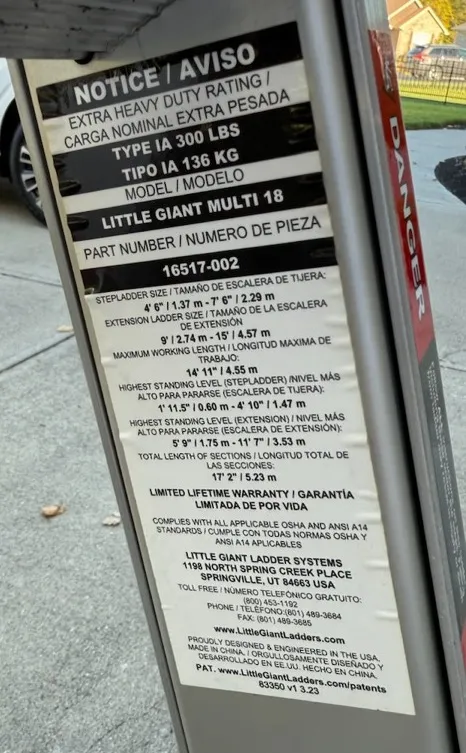 NOTICE / AVISO
EXTRA HEAVY DUTY RATING /
CARGA NOMINAL EXTRA PESADA
TYPE IA 300 LBS
TIPO IA 136 KG
MODEL / MODELO
LITTLE GIANT MULTI 18
PART NUMBER / NUMERO DE PIEZA
16517-002
STEPLADDER SIZE / TAMAÑO DE ESCALERA DE TIJERA:
4' 6" / 1.37 m - 7' 6" / 2.29 m
EXTENSION LADDER SIZE / TAMAÑO DE LA ESCALERA
DE EXTENSIÓN
9' / 2.74 m - 15' / 4.57 m
MAXIMUM WORKING LENGTH / LONGITUD MAXIMA DE
TRABAJO:
14' 11" / 4.55 m
HIGHEST STANDING LEVEL (STEPLADDER) /NIVEL MÁS
ALTO PARA PARARSE (ESCALERA DE TIJERA):
1' 11.5" / 0.60 m - 4' 10" / 1.47 m
HIGHEST STANDING LEVEL (EXTENSION) / NIVEL MÁS
ALTO PARA PARARSE (ESCALERA DE EXTENSIÓN):
5' 9" / 1.75 m - 11' 7" / 3.53 m
TOTAL LENGTH OF SECTIONS / LONGITUD TOTAL DE
LAS SECCIONES:
17' 2" / 5.23 m
LIMITED LIFETIME WARRANTY / GARANTÍA
LIMITADA DE POR VIDA
COMPLIES WITH ALL APPLICABLE OSHA AND ANSI A14
STANDARDS / CUMPLE CON TODAS NORMAS OSHA Y
ANSI A14 APLICABLES
LITTLE GIANT LADDER SYSTEMS
1198 NORTH SPRING CREEK PLACE
SPRINGVILLE, UT 84663 USA
TOLL FREE / NÚMERO TELEFÓNICO GRATUITO:
(800) 453-1192
PHONE / TELÉFONO:(801) 489-3684
FAX: (801) 489-3685
www.LittleGiantLadders.com
PROUDLY DESIGNED & ENGINEERED IN THE USA,
MADE IN CHINA. / ORGULLOSAMENTE DISEÑADO Y
DESARROLLADO EN EE.UU. HECHO EN CHINA.
PAT. www.LittleGiantLadders.com/patents
83350 v1 3.23
DANGER